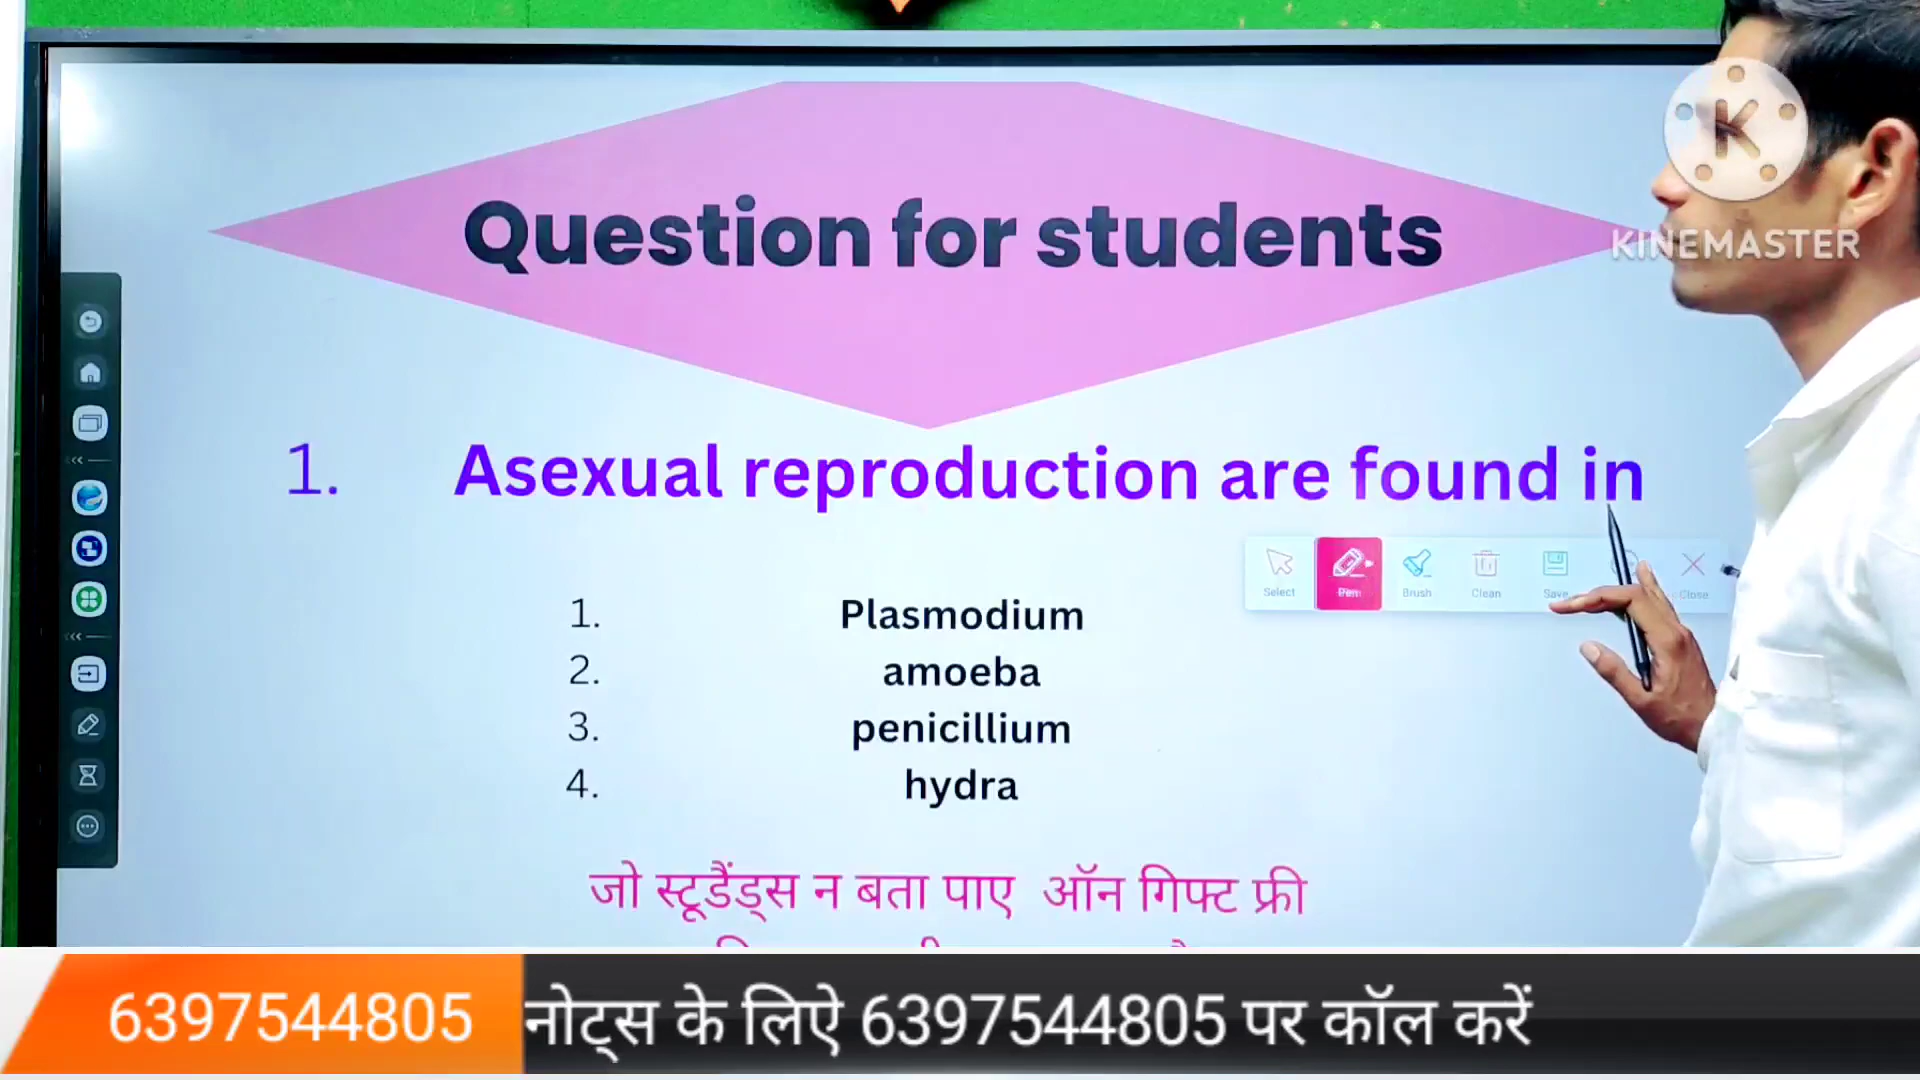 KINEMASTER
Question for students
1. Asexual reproduction are found in
Select Pen Brush Clean Save Close
1. Plasmodium
2. amoeba
3. penicillium
4. hydra
जो स्टूडैंड्स न बता पाए ऑन गिफ्ट फ्री
6397544805 नोट्स के लिऐ 6397544805 पर कॉल करें